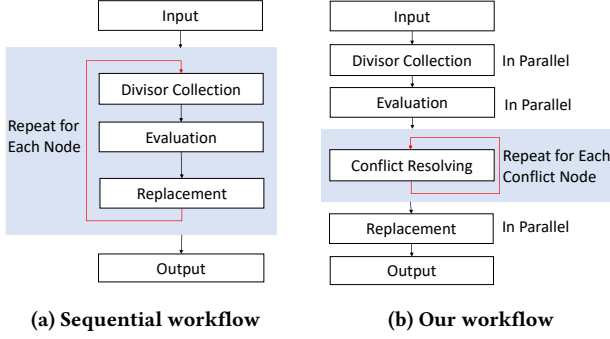 Input
Divisor Collection
Repeat for
Each Node
Evaluation
Replacement
Output
(a) Sequential workflow
Input
Divisor Collection
In Parallel
Evaluation
In Parallel
Conflict Resolving
Repeat for Each
Conflict Node
Replacement
In Parallel
Output
(b) Our workflow